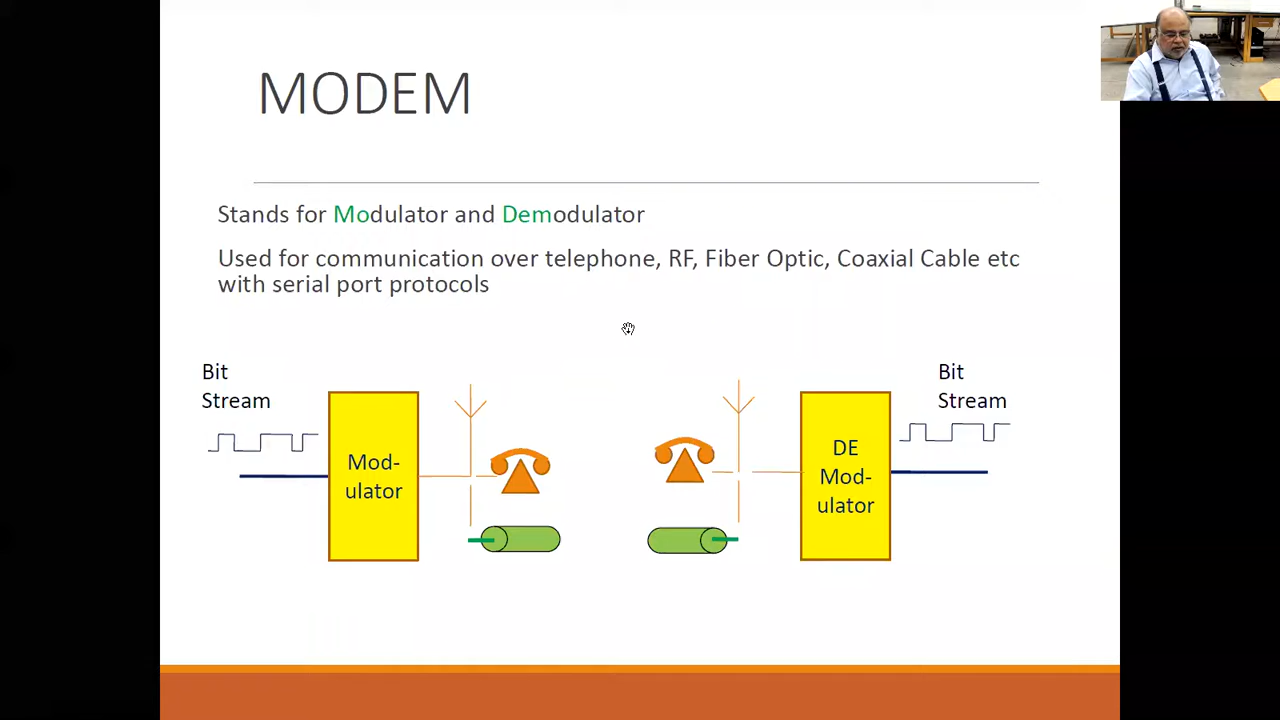 MODEM
Stands for Modulator and Demodulator
Used for communication over telephone, RF, Fiber Optic, Coaxial Cable etc
with serial port protocols
Bit
Stream
Mod-
ulator
DE
Mod-
ulator
Bit
Stream